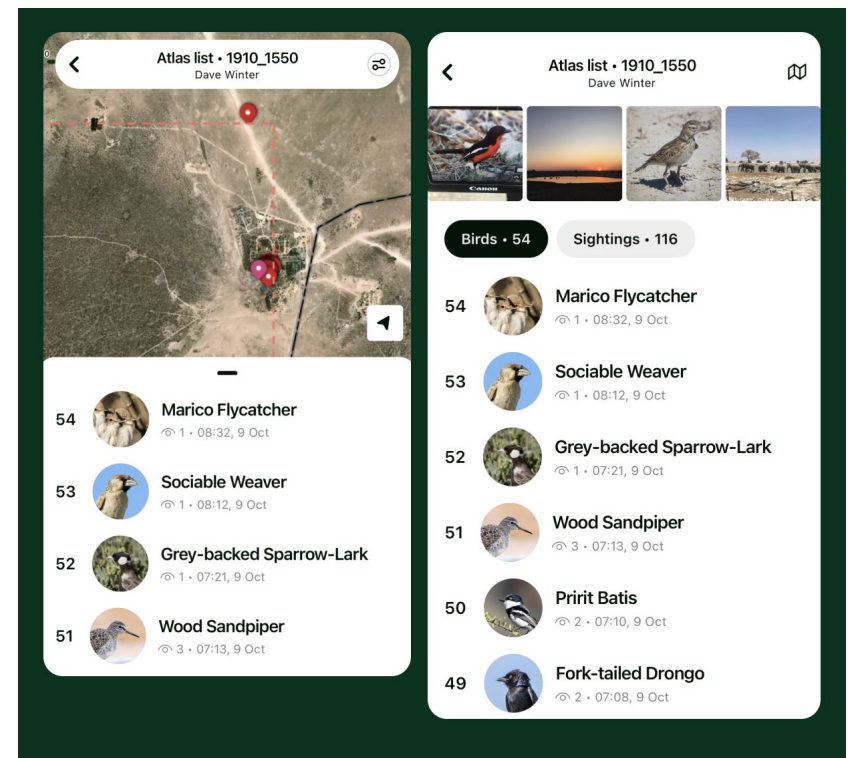 Atlas list • 1910_1550
Dave Winter
54
Marico Flycatcher
1 • 08:32, 9 Oct
53
Sociable Weaver
1 • 08:12, 9 Oct
52
Grey-backed Sparrow-Lark
1 • 07:21, 9 Oct
51
Wood Sandpiper
3 • 07:13, 9 Oct
Atlas list • 1910_1550
Dave Winter
Canon
Birds • 54
Sightings • 116
54
Marico Flycatcher
1 • 08:32, 9 Oct
53
Sociable Weaver
1 • 08:12, 9 Oct
52
Grey-backed Sparrow-Lark
1 • 07:21, 9 Oct
51
Wood Sandpiper
3 • 07:13, 9 Oct
50
Pririt Batis
2 • 07:10, 9 Oct
49
Fork-tailed Drongo
2 • 07:08, 9 Oct